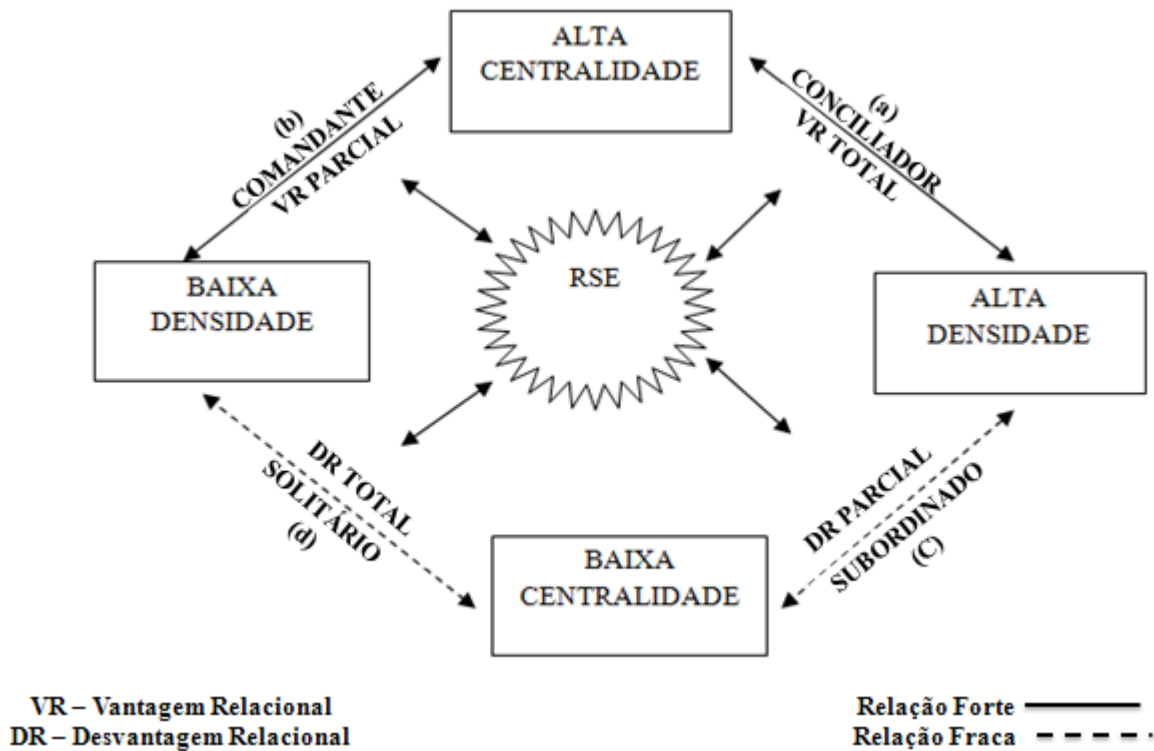 ALTA
CENTRALIDADE
(b)
COMANDANTE
VR PARCIAL
(a)
CONCILIADOR
VR TOTAL
BAIXA
DENSIDADE
RSE
ALTA
DENSIDADE
DR TOTAL
SOLITÁRIO
(d)
DR PARCIAL
SUBORDINADO
(C)
BAIXA
CENTRALIDADE
VR – Vantagem Relacional
DR – Desvantagem Relacional
Relação Forte
Relação Fraca